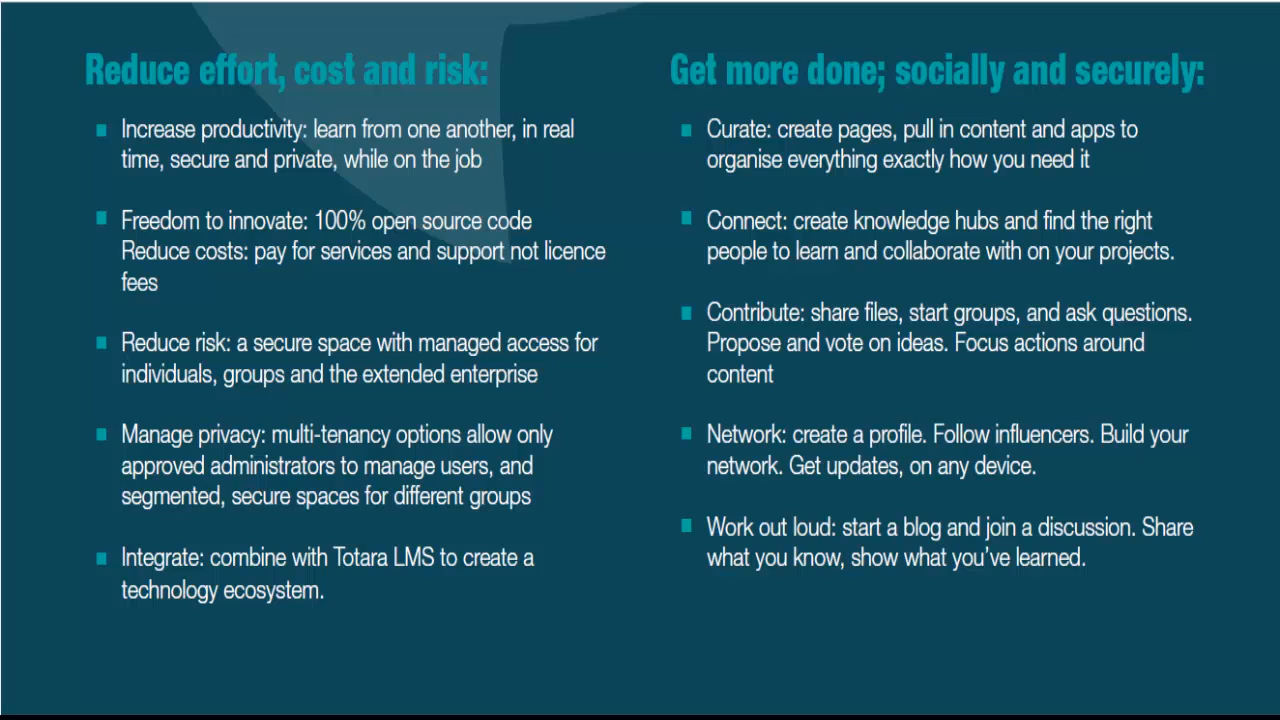 Reduce effort, cost and risk:
Increase productivity: learn from one another, in real
time, secure and private, while on the job
Freedom to innovate: 100% open source code
Reduce costs: pay for services and support not licence
fees
Reduce risk: a secure space with managed access for
individuals, groups and the extended enterprise
Manage privacy: multi-tenancy options allow only
approved administrators to manage users, and
segmented, secure spaces for different groups
Integrate: combine with Totara LMS to create a
technology ecosystem.
Get more done; socially and securely:
Curate: create pages, pull in content and apps to
organise everything exactly how you need it
Connect: create knowledge hubs and find the right
people to learn and collaborate with on your projects.
Contribute: share files, start groups, and ask questions.
Propose and vote on ideas. Focus actions around
content
Network: create a profile. Follow influencers. Build your
network. Get updates, on any device.
Work out loud: start a blog and join a discussion. Share
what you know, show what you've learned.